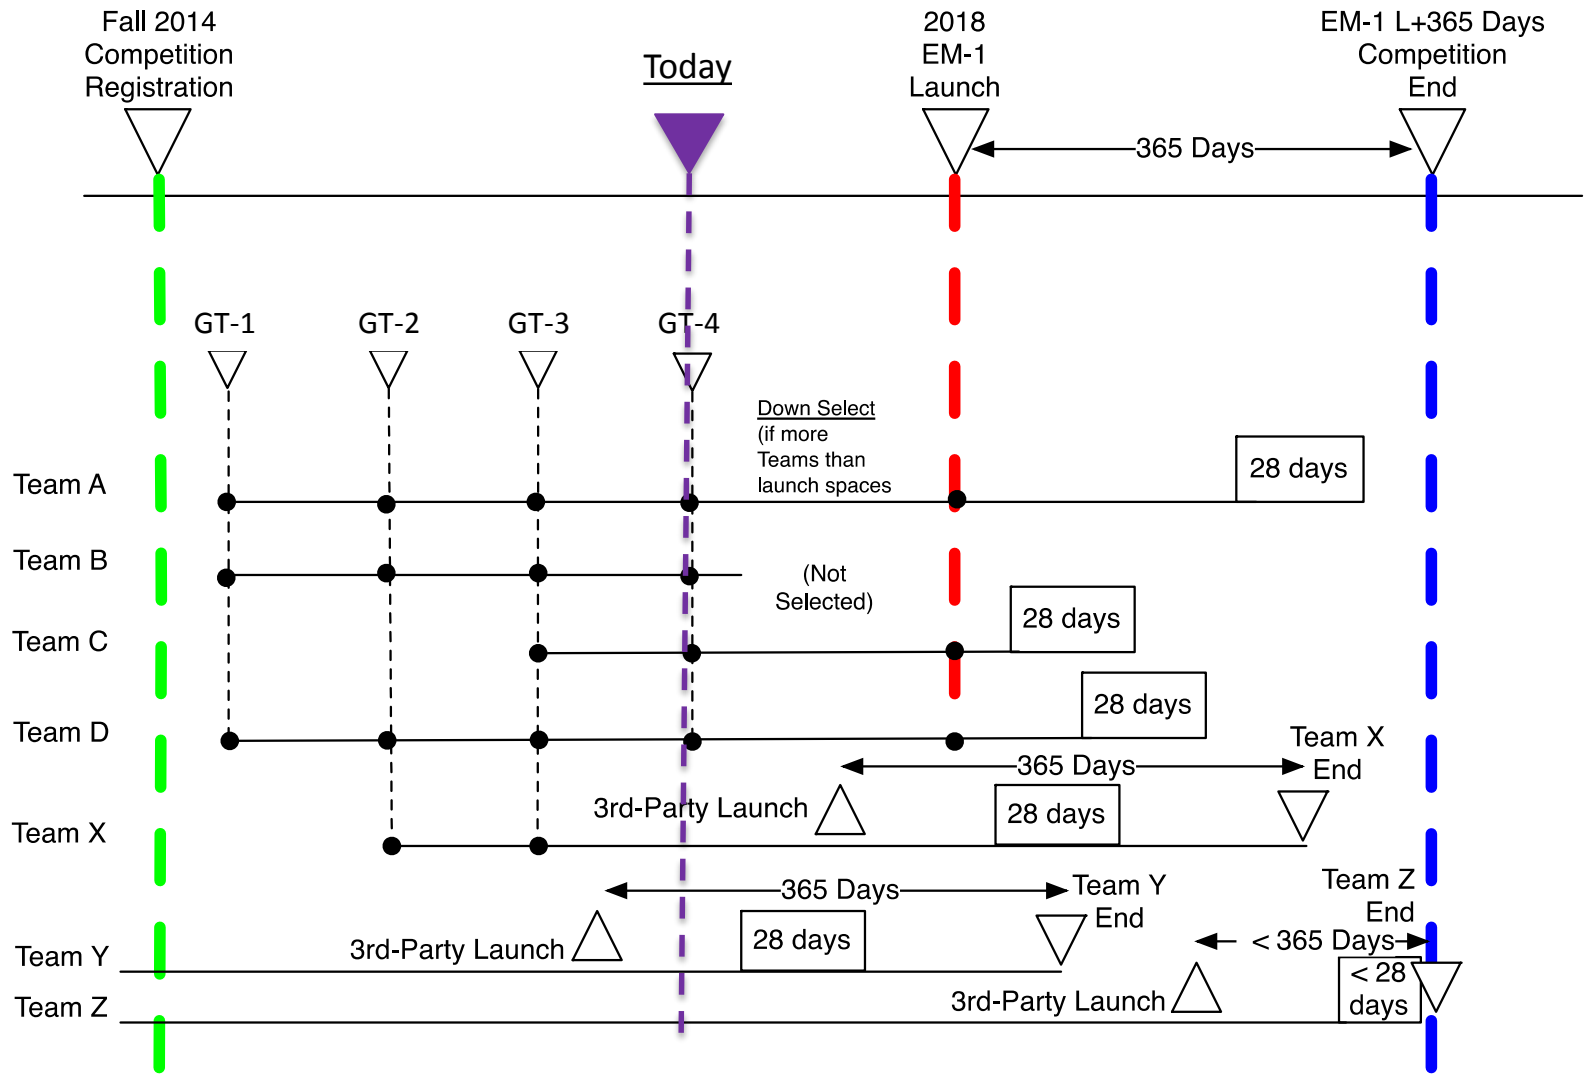 Fall 2014
Competition
Registration
Today
2018
EM-1
Launch
EM-1 L+365 Days
Competition
End
365 Days
GT-1
GT-2
GT-3
GT-4
Down Select
(if more
Teams than
launch spaces
Team A
28 days
Team B
(Not
Selected)
Team C
28 days
Team D
28 days
Team X
End
365 Days
3rd-Party Launch
28 days
Team X
365 Days
Team Y
End
Team Z
End
3rd-Party Launch
28 days
< 365 Days
Team Y
3rd-Party Launch
< 28
days
Team Z